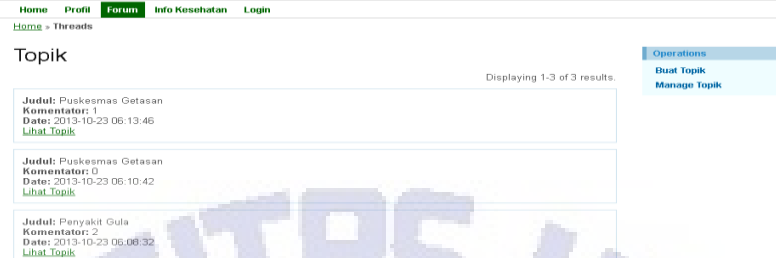 Home Profil Forum Info Kesehatan Login
Home » Threads
Topik
Operations
Buat Topik
Manage Topik
Displaying 1-3 of 3 results.
Judul: Puskesmas Getasan
Komentator: 1
Date: 2013-10-23 06:13:46
Lihat Topik
Judul: Puskesmas Getasan
Komentator: 0
Date: 2013-10-23 06:10:42
Lihat Topik
Judul: Penyakit Gula
Komentator: 2
Date: 2013-10-23 06:08:32
Lihat Topik